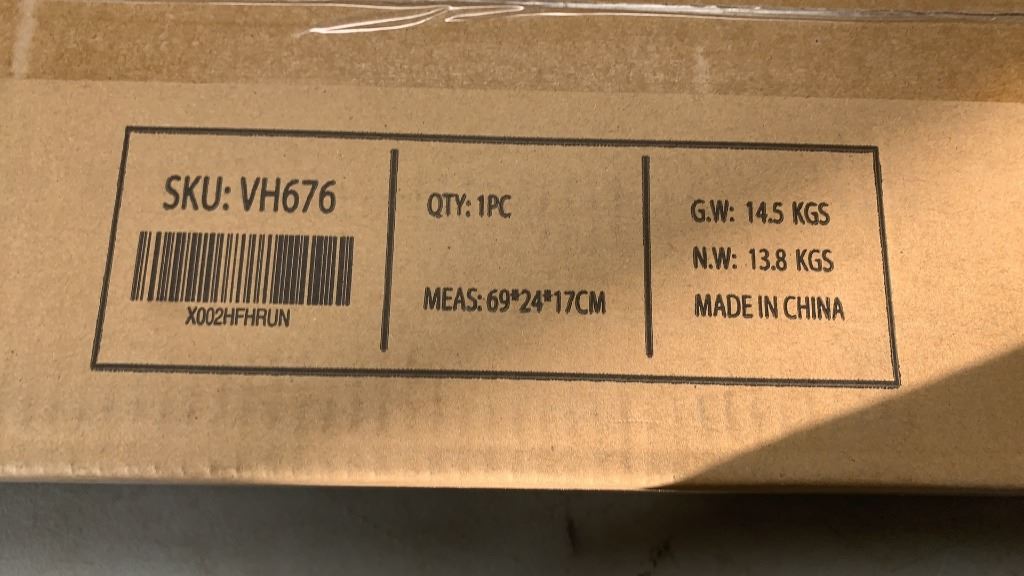 SKU: VH676
X002HFHRUN
QTY: 1PC
MEAS: 69*24*17CM
G.W: 14.5 KGS
N.W: 13.8 KGS
MADE IN CHINA